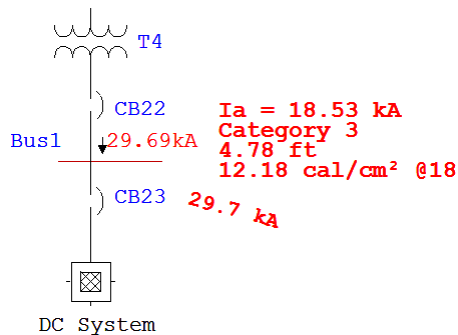 T4
CB22
Ia = 18.53 kA
Category 3
4.78 ft
12.18 cal/cm² @18
Bus1
29.69kA
CB23
29.7 kA
DC System